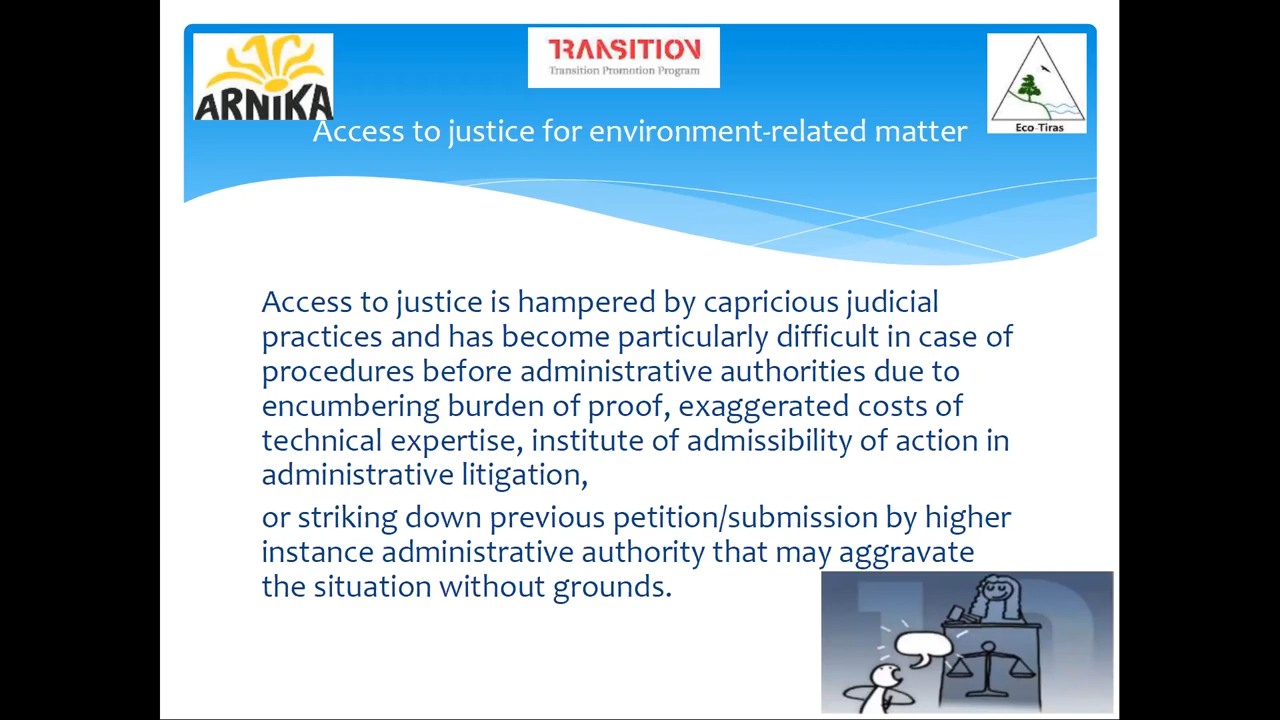 ARNIKA
TRANSITION
Transition Promotion Program
Eco-Tiras
Access to justice for environment-related matter
Access to justice is hampered by capricious judicial
practices and has become particularly difficult in case of
procedures before administrative authorities due to
encumbering burden of proof, exaggerated costs of
technical expertise, institute of admissibility of action in
administrative litigation,
or striking down previous petition/submission by higher
instance administrative authority that may aggravate
the situation without grounds.
10